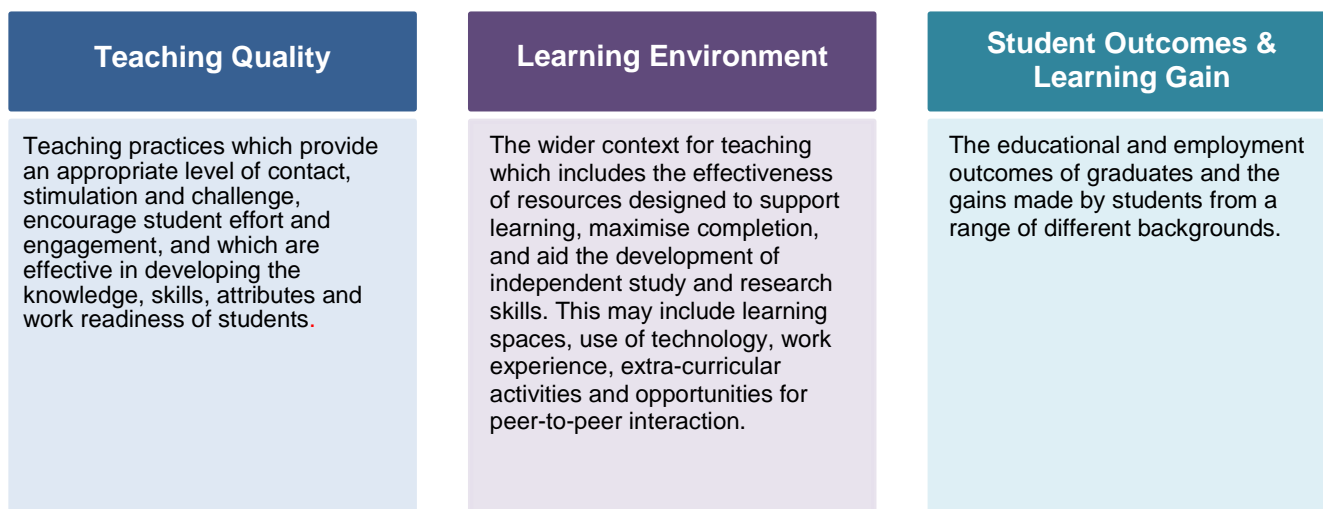 Teaching Quality
Teaching practices which provide
an appropriate level of contact,
stimulation and challenge,
encourage student effort and
engagement, and which are
effective in developing the
knowledge, skills, attributes and
work readiness of students.
Learning Environment
The wider context for teaching
which includes the effectiveness
of resources designed to support
learning, maximise completion,
and aid the development of
independent study and research
skills. This may include learning
spaces, use of technology, work
experience, extra-curricular
activities and opportunities for
peer-to-peer interaction.
Student Outcomes &
Learning Gain
The educational and employment
outcomes of graduates and the
gains made by students from a
range of different backgrounds.